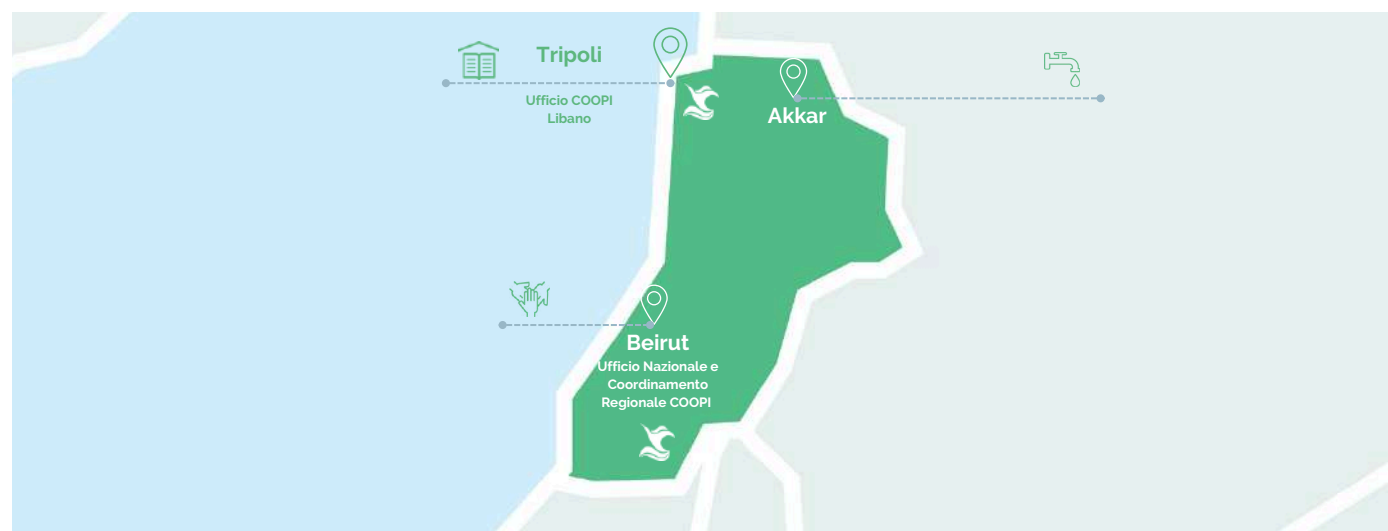 Tripoli
Ufficio COOPI
Libano
Akkar
Beirut
Ufficio Nazionale e
Coordinamento
Regionale COOPI